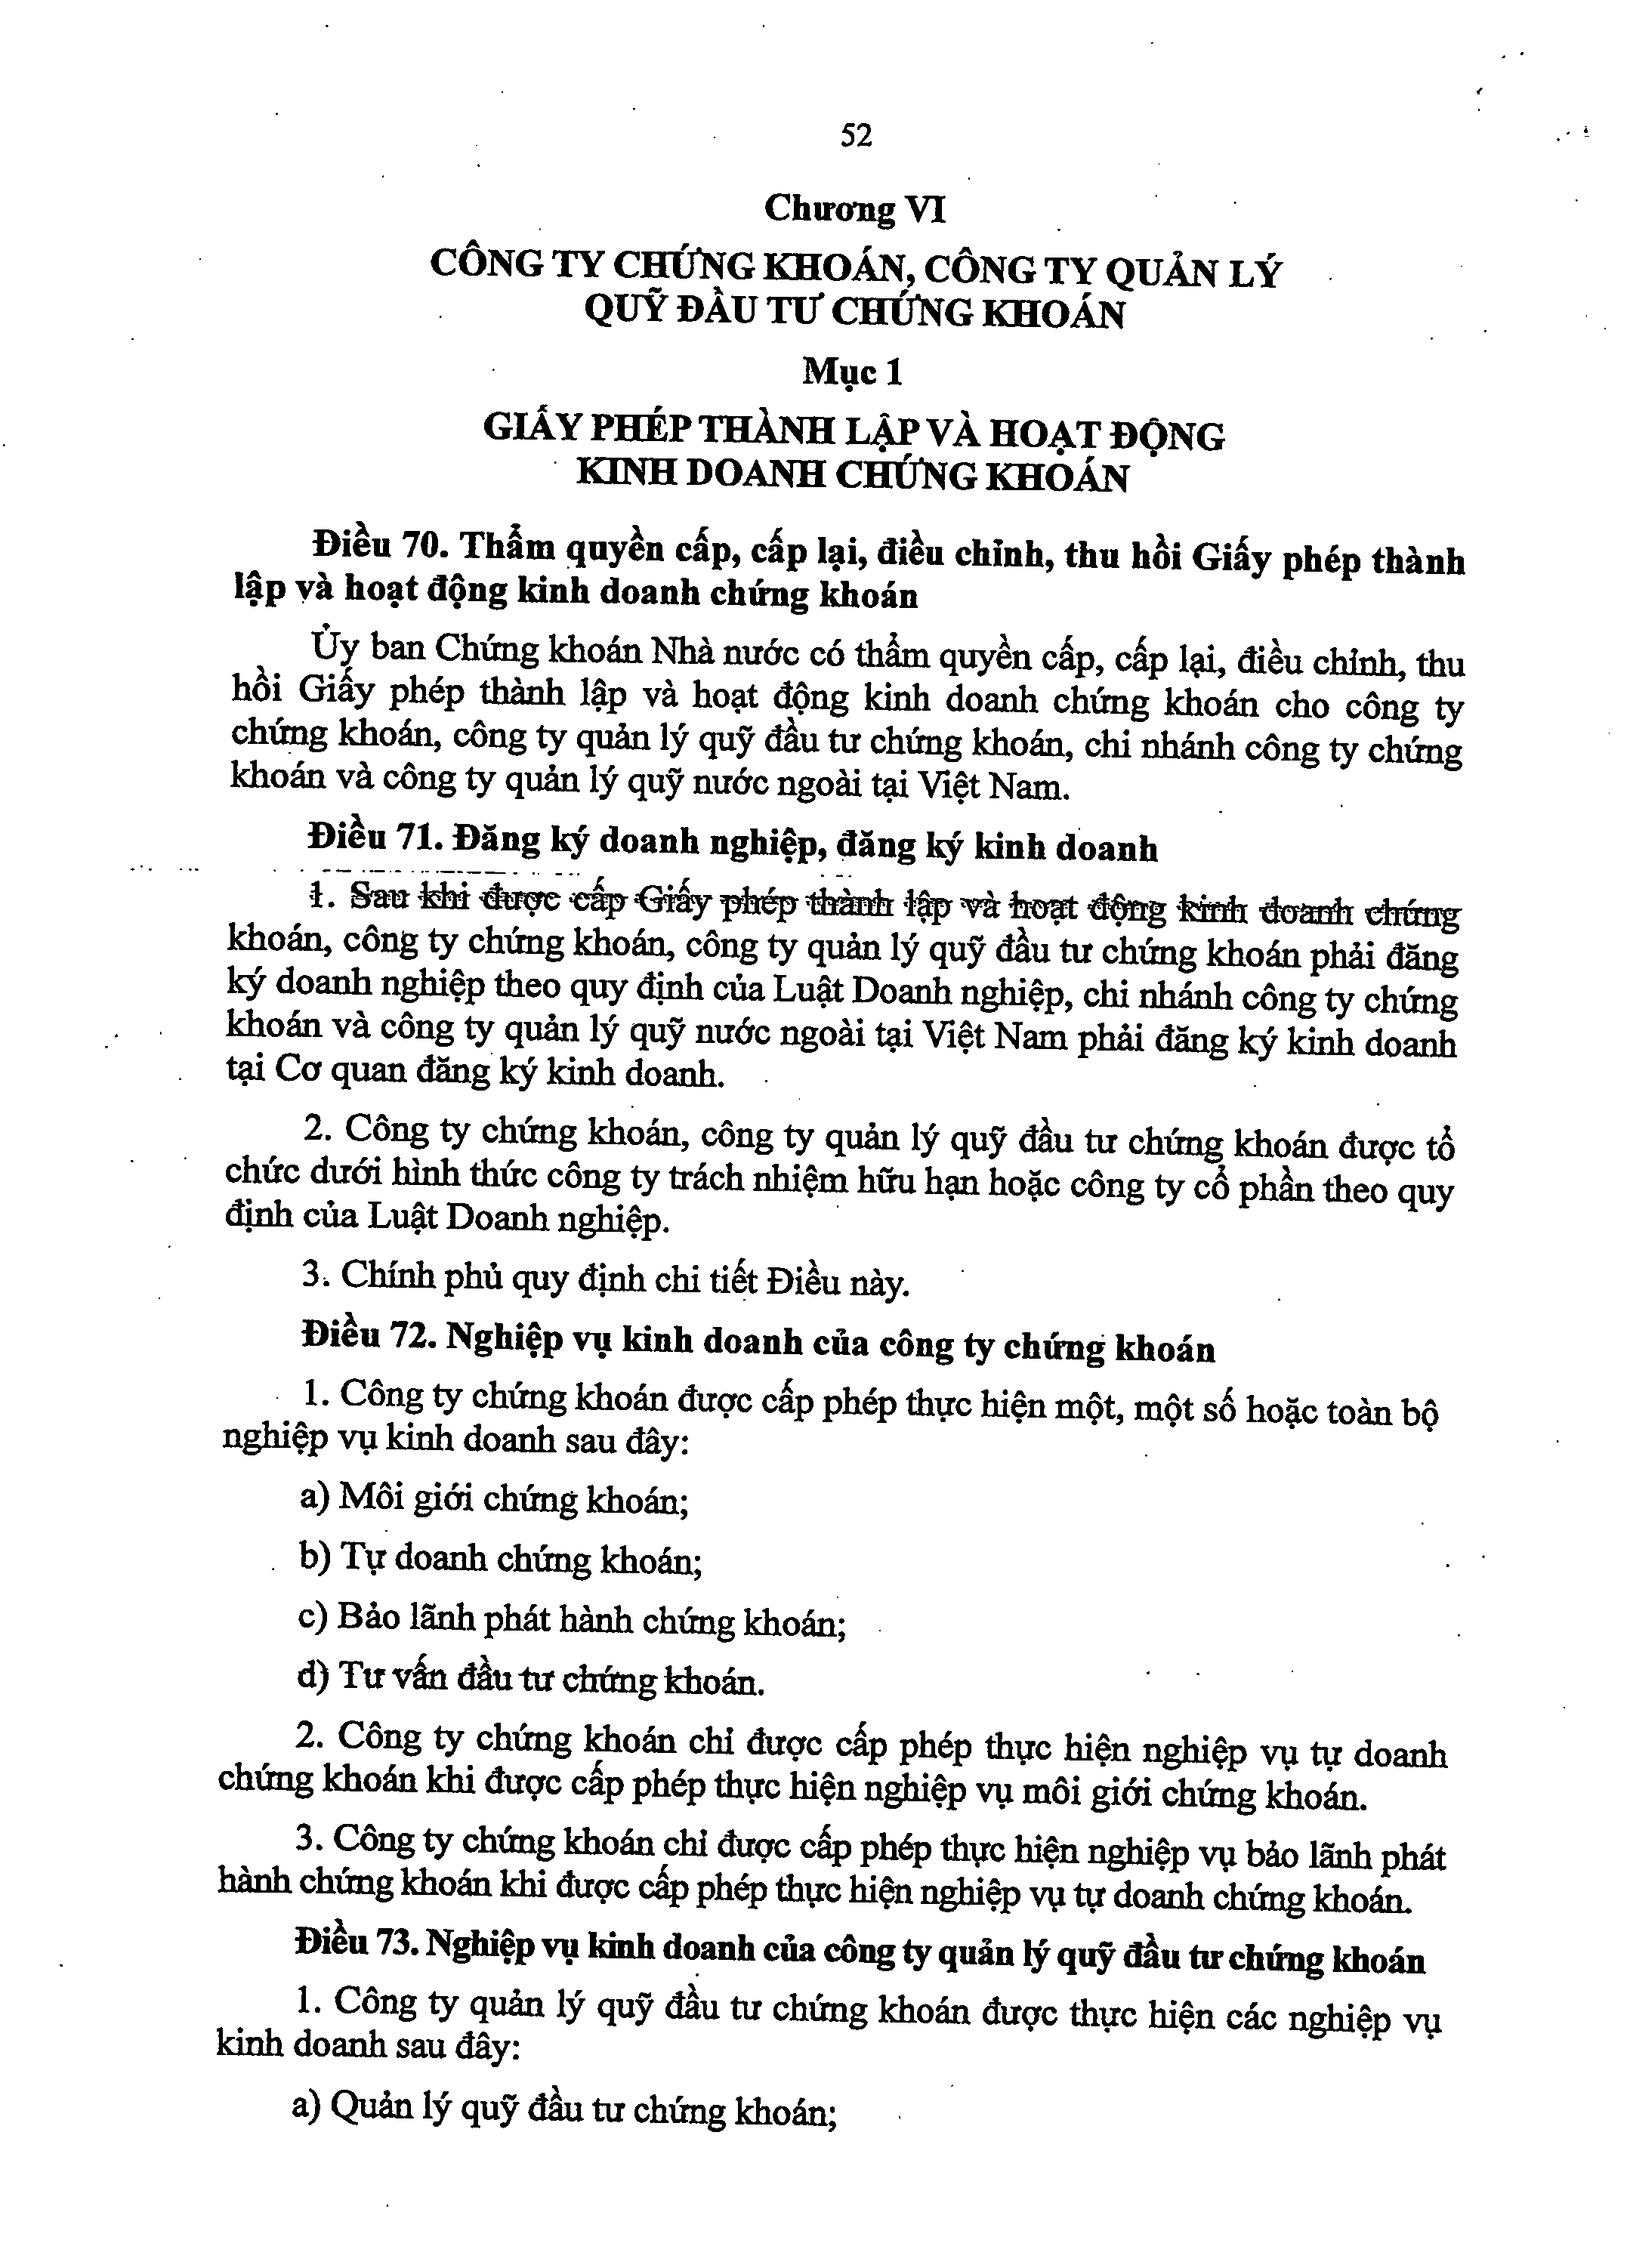 52
Chương VI
CÔNG TY CHỨNG KHOÁN, CÔNG TY QUẢN LÝ
QUỸ ĐẦU TƯ CHỨNG KHOÁN
Mục 1
GIẤY PHÉP THÀNH LẬP VÀ HOẠT ĐỘNG
KINH DOANH CHỨNG KHOÁN
Điều 70. Thẩm quyền cấp, cấp lại, điều chỉnh, thu hồi Giấy phép thành
lập và hoạt động kinh doanh chứng khoán
Ủy ban Chứng khoán Nhà nước có thẩm quyền cấp, cấp lại, điều chỉnh, thu
hồi Giấy phép thành lập và hoạt động kinh doanh chứng khoán cho công ty
chứng khoán, công ty quản lý quỹ đầu tư chứng khoán, chi nhánh công ty chứng
khoán và công ty quản lý quỹ nước ngoài tại Việt Nam.
Điều 71. Đăng ký doanh nghiệp, đăng ký kinh doanh
1. Sau khi được cấp Giấy phép thành lập và hoạt động kinh doanh chứng
khoán, công ty chứng khoán, công ty quản lý quỹ đầu tư chứng khoán phải đăng
ký doanh nghiệp theo quy định của Luật Doanh nghiệp, chi nhánh công ty chứng
khoán và công ty quản lý quỹ nước ngoài tại Việt Nam phải đăng ký kinh doanh
tại Cơ quan đăng ký kinh doanh.
2. Công ty chứng khoán, công ty quản lý quỹ đầu tư chứng khoán được tổ
chức dưới hình thức công ty trách nhiệm hữu hạn hoặc công ty cổ phần theo quy
định của Luật Doanh nghiệp.
3. Chính phủ quy định chi tiết Điều này.
Điều 72. Nghiệp vụ kinh doanh của công ty chứng khoán
1. Công ty chứng khoán được cấp phép thực hiện một, một số hoặc toàn bộ
nghiệp vụ kinh doanh sau đây:
a) Môi giới chứng khoán;
b) Tự doanh chứng khoán;
c) Bảo lãnh phát hành chứng khoán;
d) Tư vấn đầu tư chứng khoán.
2. Công ty chứng khoán chỉ được cấp phép thực hiện nghiệp vụ tự doanh
chứng khoán khi được cấp phép thực hiện nghiệp vụ môi giới chứng khoán.
3. Công ty chứng khoán chỉ được cấp phép thực hiện nghiệp vụ bảo lãnh phát
hành chứng khoán khi được cấp phép thực hiện nghiệp vụ tự doanh chứng khoán.
Điều 73. Nghiệp vụ kinh doanh của công ty quản lý quỹ đầu tư chứng khoán
1. Công ty quản lý quỹ đầu tư chứng khoán được thực hiện các nghiệp vụ
kinh doanh sau đây:
a) Quản lý quỹ đầu tư chứng khoán;